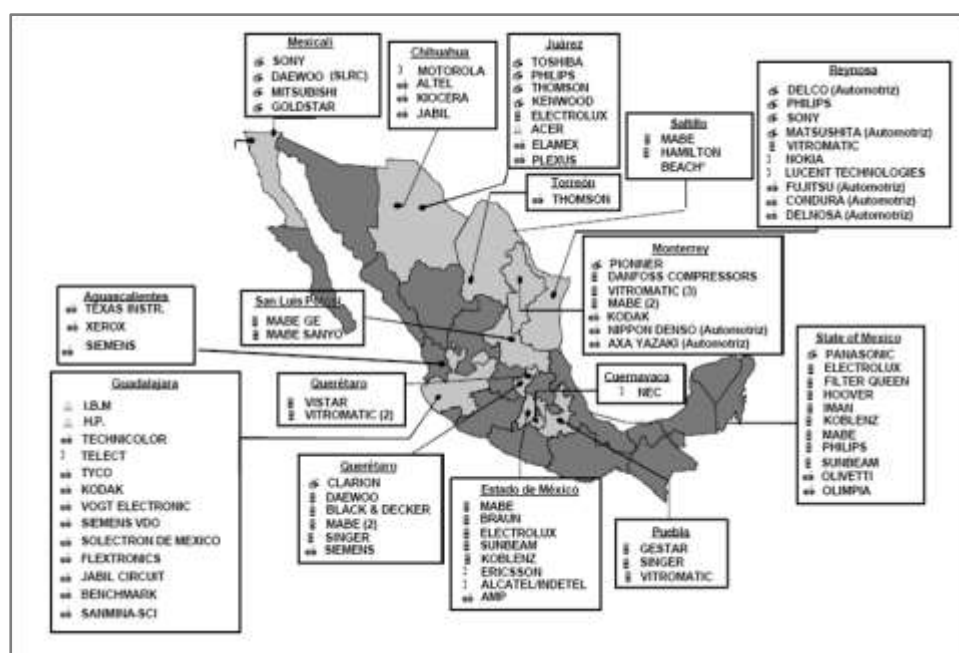 Mexicali
SONY
DAEWOO (SLRC)
MITSUBISHI
GOLDSTAR
Chihuahua
MOTOROLA
ALTEL
KIOCERA
JABIL
Juárez
TOSHIBA
PHILIPS
THOMSON
KENWOOD
ELECTROLUX
ACER
ELAMEX
PLEXUS
Reynosa
DELCO (Automotriz)
PHILIPS
SONY
MATSUSHITA (Automotriz)
VITROMATIC
NOKIA
LUCENT TECHNOLOGIES
FUJITSU (Automotriz)
CONDURA (Automotriz)
DELNOSA (Automotriz)
Saltillo
MABE
HAMILTON
BEACH'
Torreón
THOMSON
Monterrey
PIONNER
DANFOSS COMPRESSORS
VITROMATIC (3)
MABE (2)
KODAK
NIPPON DENSO (Automotriz)
AXA YAZAKI (Automotriz)
Aguascalientes
TEXAS INSTR.
XEROX
SIEMENS
San Luis Potosí
MABE GE
MABE SANYO
Guadalajara
I.B.M
H.P.
TECHNICOLOR
TELECT
TYCO
KODAK
VOGT ELECTRONIC
SIEMENS VDO
SOLECTRON DE MEXICO
FLEXTRONICS
JABIL CIRCUIT
BENCHMARK
SANMINA-SCI
Querétaro
VISTAR
VITROMATIC (2)
Cuernavaca
NEC
State of Mexico
PANASONIC
ELECTROLUX
FILTER QUEEN
HOOVER
IMAN
KOBLENZ
MABE
PHILIPS
SUNBEAM
OLIVETTI
OLIMPIA
Querétaro
CLARION
DAEWOO
BLACK & DECKER
MABE (2)
SINGER
SIEMENS
Estado de México
MABE
BRAUN
ELECTROLUX
SUNBEAM
KOBLENZ
ERICSSON
ALCATEL/INDETEL
AMP
Puebla
GESTAR
SINGER
VITROMATIC